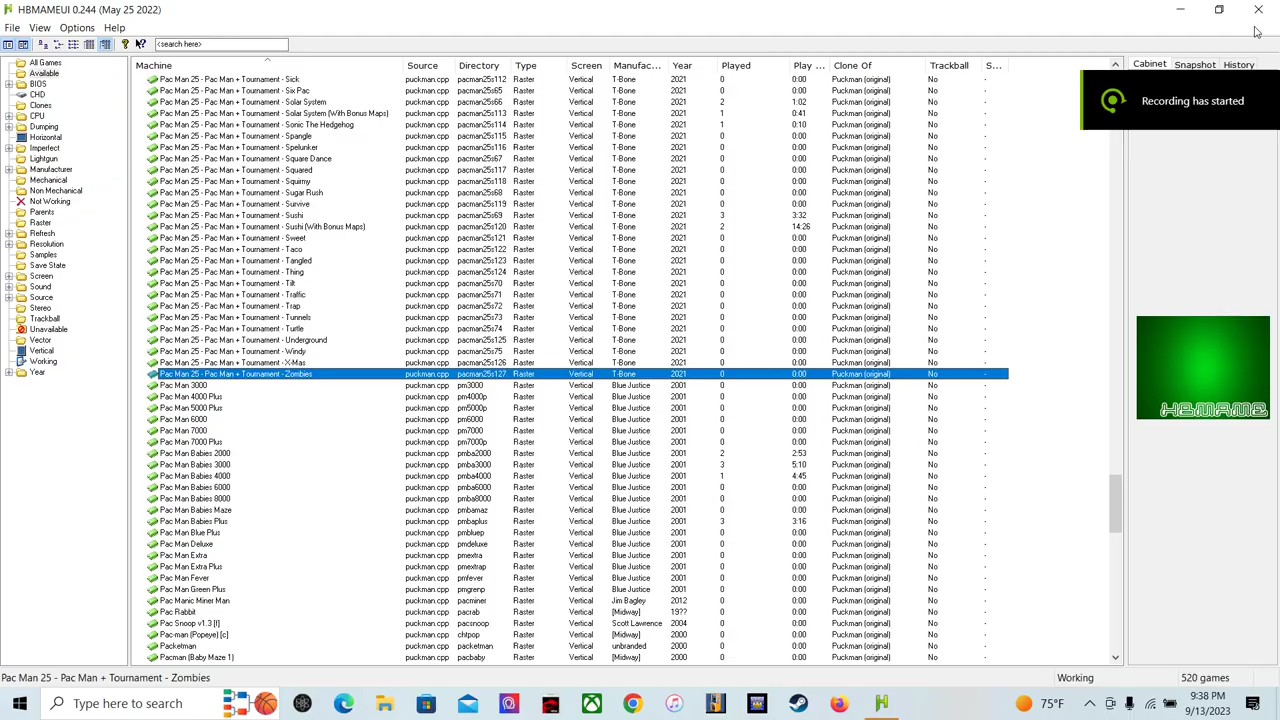 HBMAMEUI 0.244 (May 25 2022)
File View Options Help
<search here>
Machine Source Directory Type Screen Manufac... Year Played Play ... Clone Of Trackball S...
Pac Man 25 - Pac Man + Tournament - Sick puckman.cpp pacman25s112 Raster Vertical T-Bone 2021 0 0:00 Puckman (original) No -
Pac Man 25 - Pac Man + Tournament - Six Pac puckman.cpp pacman25s65 Raster Vertical T-Bone 2021 0 0:00 Puckman (original) No -
Pac Man 25 - Pac Man + Tournament - Solar System puckman.cpp pacman25s66 Raster Vertical T-Bone 2021 2 1:02 Puckman (original) No -
Pac Man 25 - Pac Man + Tournament - Solar System (With Bonus Maps) puckman.cpp pacman25s113 Raster Vertical T-Bone 2021 1 0:41 Puckman (original) No -
Pac Man 25 - Pac Man + Tournament - Sonic The Hedgehog puckman.cpp pacman25s114 Raster Vertical T-Bone 2021 1 0:10 Puckman (original) No -
Pac Man 25 - Pac Man + Tournament - Spangle puckman.cpp pacman25s115 Raster Vertical T-Bone 2021 0 0:00 Puckman (original) No -
Pac Man 25 - Pac Man + Tournament - Spelunker puckman.cpp pacman25s116 Raster Vertical T-Bone 2021 0 0:00 Puckman (original) No -
Pac Man 25 - Pac Man + Tournament - Square Dance puckman.cpp pacman25s67 Raster Vertical T-Bone 2021 0 0:00 Puckman (original) No -
Pac Man 25 - Pac Man + Tournament - Squared puckman.cpp pacman25s117 Raster Vertical T-Bone 2021 0 0:00 Puckman (original) No -
Pac Man 25 - Pac Man + Tournament - Squirmy puckman.cpp pacman25s118 Raster Vertical T-Bone 2021 0 0:00 Puckman (original) No -
Pac Man 25 - Pac Man + Tournament - Sugar Rush puckman.cpp pacman25s68 Raster Vertical T-Bone 2021 0 0:00 Puckman (original) No -
Pac Man 25 - Pac Man + Tournament - Survive puckman.cpp pacman25s119 Raster Vertical T-Bone 2021 0 0:00 Puckman (original) No -
Pac Man 25 - Pac Man + Tournament - Sushi puckman.cpp pacman25s69 Raster Vertical T-Bone 2021 3 3:32 Puckman (original) No -
Pac Man 25 - Pac Man + Tournament - Sushi (With Bonus Maps) puckman.cpp pacman25s120 Raster Vertical T-Bone 2021 2 14:26 Puckman (original) No -
Pac Man 25 - Pac Man + Tournament - Sweet puckman.cpp pacman25s121 Raster Vertical T-Bone 2021 0 0:00 Puckman (original) No -
Pac Man 25 - Pac Man + Tournament - Taco puckman.cpp pacman25s122 Raster Vertical T-Bone 2021 0 0:00 Puckman (original) No -
Pac Man 25 - Pac Man + Tournament - Tangled puckman.cpp pacman25s123 Raster Vertical T-Bone 2021 0 0:00 Puckman (original) No -
Pac Man 25 - Pac Man + Tournament - Thing puckman.cpp pacman25s124 Raster Vertical T-Bone 2021 0 0:00 Puckman (original) No -
Pac Man 25 - Pac Man + Tournament - Tilt puckman.cpp pacman25s70 Raster Vertical T-Bone 2021 0 0:00 Puckman (original) No -
Pac Man 25 - Pac Man + Tournament - Traffic puckman.cpp pacman25s71 Raster Vertical T-Bone 2021 0 0:00 Puckman (original) No -
Pac Man 25 - Pac Man + Tournament - Trap puckman.cpp pacman25s72 Raster Vertical T-Bone 2021 0 0:00 Puckman (original) No -
Pac Man 25 - Pac Man + Tournament - Tunnels puckman.cpp pacman25s73 Raster Vertical T-Bone 2021 0 0:00 Puckman (original) No -
Pac Man 25 - Pac Man + Tournament - Turtle puckman.cpp pacman25s74 Raster Vertical T-Bone 2021 0 0:00 Puckman (original) No -
Pac Man 25 - Pac Man + Tournament - Underground puckman.cpp pacman25s125 Raster Vertical T-Bone 2021 0 0:00 Puckman (original) No -
Pac Man 25 - Pac Man + Tournament - Windy puckman.cpp pacman25s75 Raster Vertical T-Bone 2021 0 0:00 Puckman (original) No -
Pac Man 25 - Pac Man + Tournament - X-Mas puckman.cpp pacman25s126 Raster Vertical T-Bone 2021 0 0:00 Puckman (original) No -
Pac Man 25 - Pac Man + Tournament - Zombies puckman.cpp pacman25s127 Raster Vertical T-Bone 2021 0 0:00 Puckman (original) No -
Pac Man 3000 puckman.cpp pm3000 Raster Vertical Blue Justice 2001 0 0:00 Puckman (original) No -
Pac Man 4000 Plus puckman.cpp pm4000p Raster Vertical Blue Justice 2001 0 0:00 Puckman (original) No -
Pac Man 5000 Plus puckman.cpp pm5000p Raster Vertical Blue Justice 2001 0 0:00 Puckman (original) No -
Pac Man 6000 puckman.cpp pm6000 Raster Vertical Blue Justice 2001 0 0:00 Puckman (original) No -
Pac Man 7000 puckman.cpp pm7000 Raster Vertical Blue Justice 2001 0 0:00 Puckman (original) No -
Pac Man 7000 Plus puckman.cpp pm7000p Raster Vertical Blue Justice 2001 0 0:00 Puckman (original) No -
Pac Man Babies 2000 puckman.cpp pmba2000 Raster Vertical Blue Justice 2001 2 2:53 Puckman (original) No -
Pac Man Babies 3000 puckman.cpp pmba3000 Raster Vertical Blue Justice 2001 3 5:10 Puckman (original) No -
Pac Man Babies 4000 puckman.cpp pmba4000 Raster Vertical Blue Justice 2001 1 4:45 Puckman (original) No -
Pac Man Babies 6000 puckman.cpp pmba6000 Raster Vertical Blue Justice 2001 0 0:00 Puckman (original) No -
Pac Man Babies 8000 puckman.cpp pmba8000 Raster Vertical Blue Justice 2001 0 0:00 Puckman (original) No -
Pac Man Babies Maze puckman.cpp pmbamaz Raster Vertical Blue Justice 2001 0 0:00 Puckman (original) No -
Pac Man Babies Plus puckman.cpp pmbaplus Raster Vertical Blue Justice 2001 3 3:16 Puckman (original) No -
Pac Man Blue Plus puckman.cpp pmbluep Raster Vertical Blue Justice 2001 0 0:00 Puckman (original) No -
Pac Man Deluxe puckman.cpp pmdeluxe Raster Vertical Blue Justice 2001 0 0:00 Puckman (original) No -
Pac Man Extra puckman.cpp pmextra Raster Vertical Blue Justice 2001 0 0:00 Puckman (original) No -
Pac Man Extra Plus puckman.cpp pmextrap Raster Vertical Blue Justice 2001 0 0:00 Puckman (original) No -
Pac Man Fever puckman.cpp pmfever Raster Vertical Blue Justice 2001 0 0:00 Puckman (original) No -
Pac Man Green Plus puckman.cpp pmgrenp Raster Vertical Blue Justice 2001 0 0:00 Puckman (original) No -
Pac Manic Miner Man puckman.cpp pacminer Raster Vertical Jim Bagley 2012 0 0:00 Puckman (original) No -
Pac Rabbit puckman.cpp pacrab Raster Vertical [Midway] 19?? 0 0:00 Puckman (original) No -
Pac Snoop v1.3 [f] puckman.cpp pacsnoop Raster Vertical Scott Lawrence 2004 0 0:00 Puckman (original) No -
Pac-man (Popeye) [c] puckman.cpp chtpop Raster Vertical [Midway] 2000 0 0:00 Puckman (original) No -
Packetman puckman.cpp packetman Raster Vertical unbranded 2000 0 0:00 Puckman (original) No -
Pacman (Baby Maze 1) puckman.cpp pacbaby Raster Vertical [Midway] 2000 0 0:00 Puckman (original) No -
All Games
Available
BIOS
CHD
Clones
CPU
Dumping
Horizontal
Imperfect
Lightgun
Manufacturer
Mechanical
Non Mechanical
Not Working
Parents
Raster
Refresh
Resolution
Samples
Save State
Screen
Sound
Source
Stereo
Trackball
Unavailable
Vector
Vertical
Working
Year
Cabinet Snapshot History
Recording has started
HBMAME
Pac Man 25 - Pac Man + Tournament - Zombies Working 520 games
Type here to search
75°F
9:38 PM
9/13/2023